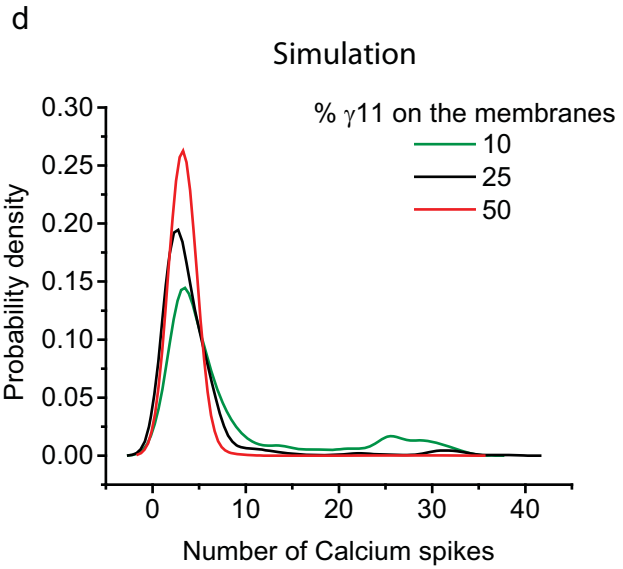 d
Simulation
% γ11 on the membranes
10
25
50
Probability density
0.30
0.25
0.20
0.15
0.10
0.05
0.00
0 10 20 30 40
Number of Calcium spikes